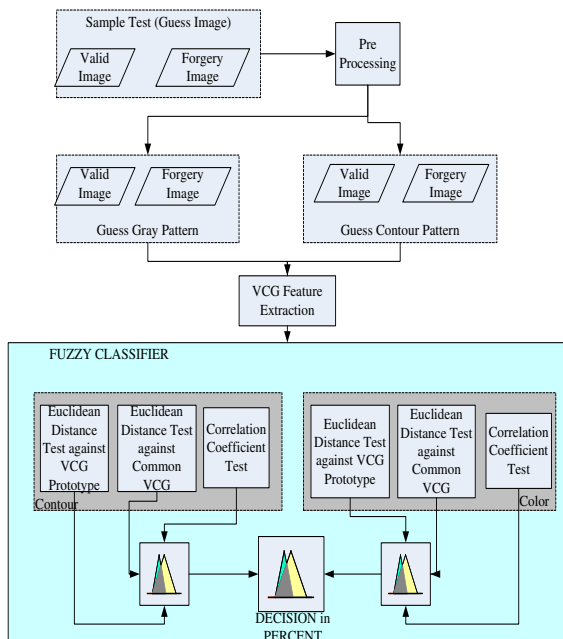 Sample Test (Guess Image)
Valid
Image
Forgery
Image
Pre
Processing
Valid
Image
Forgery
Image
Guess Gray Pattern
Valid
Image
Forgery
Image
Guess Contour Pattern
VCG Feature
Extraction
FUZZY CLASSIFIER
Euclidean
Distance
Test against
VCG
Prototype
Euclidean
Distance Test
against
Common
VCG
Correlation
Coefficient
Test
Contour
Euclidean
Distance Test
against VCG
Prototype
Euclidean
Distance Test
against
Common
VCG
Correlation
Coefficient
Test
Color
DECISION in
PERCENT